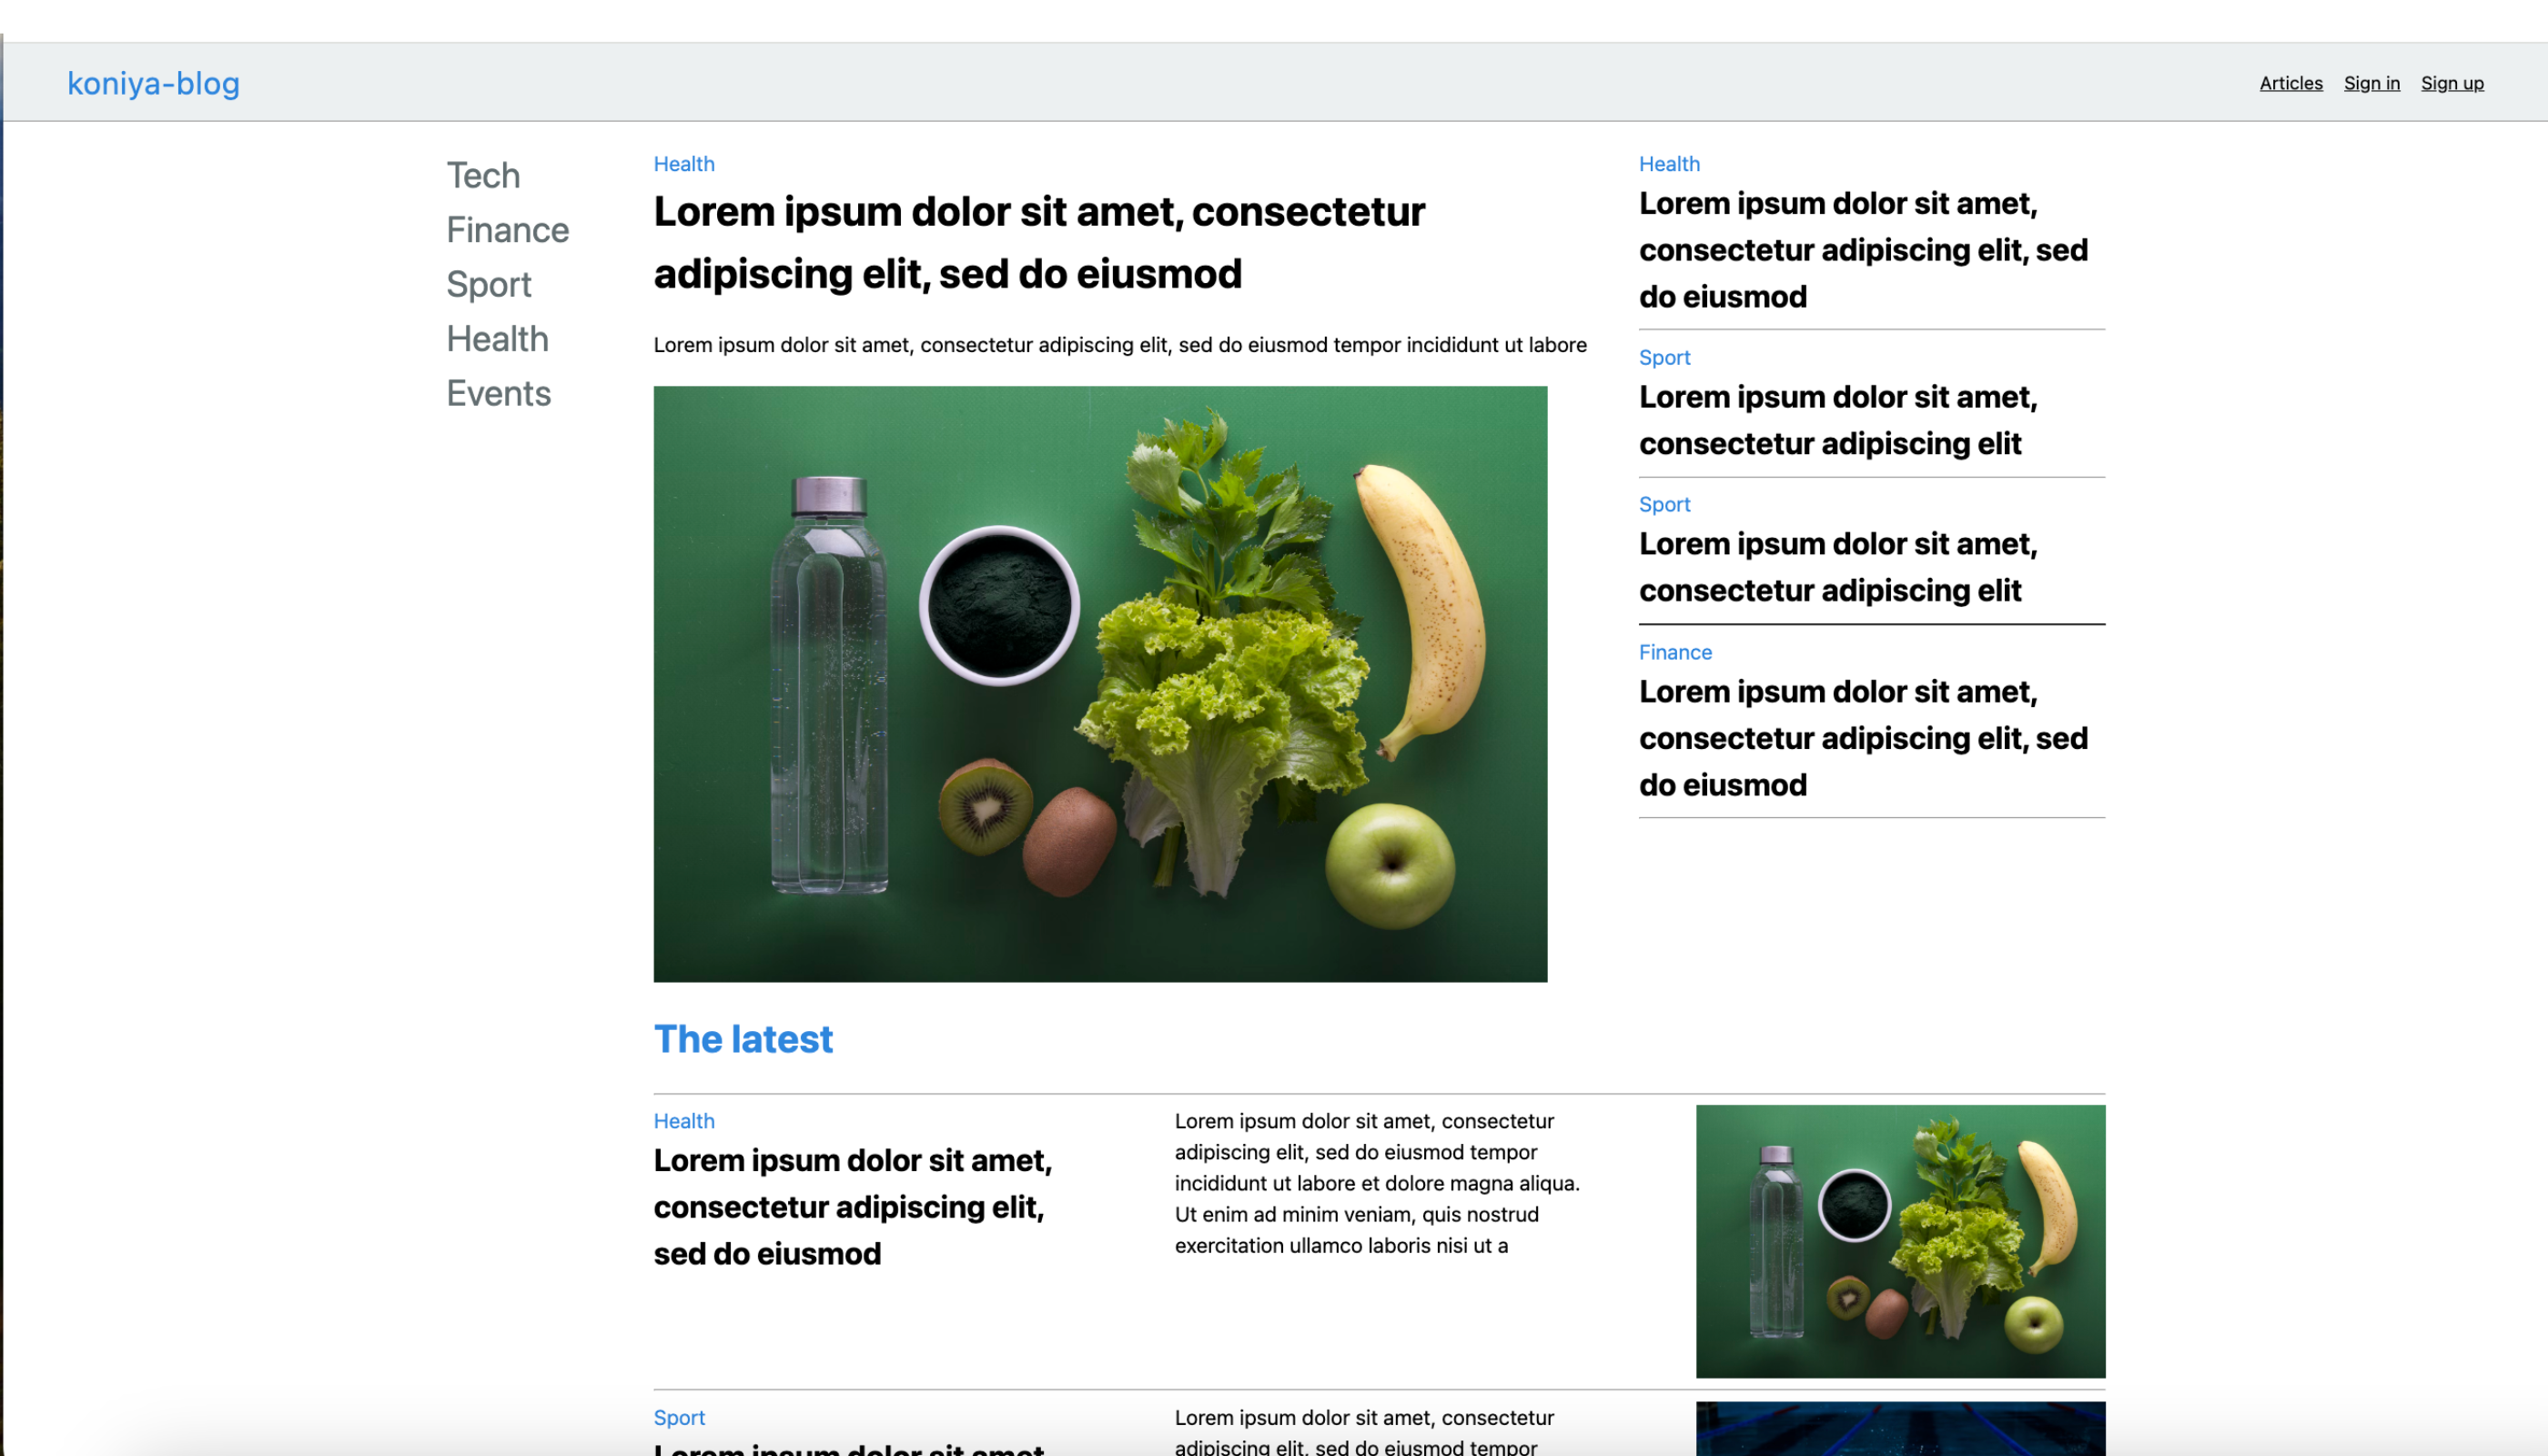 koniya-blog
Articles Sign in Sign up
Tech
Finance
Sport
Health
Events
Health
Lorem ipsum dolor sit amet, consectetur
adipiscing elit, sed do eiusmod
Lorem ipsum dolor sit amet, consectetur adipiscing elit, sed do eiusmod tempor incididunt ut labore
Health
Lorem ipsum dolor sit amet,
consectetur adipiscing elit, sed
do eiusmod
Sport
Lorem ipsum dolor sit amet,
consectetur adipiscing elit
Sport
Lorem ipsum dolor sit amet,
consectetur adipiscing elit
Finance
Lorem ipsum dolor sit amet,
consectetur adipiscing elit, sed
do eiusmod
The latest
Health
Lorem ipsum dolor sit amet,
consectetur adipiscing elit,
sed do eiusmod
Lorem ipsum dolor sit amet, consectetur
adipiscing elit, sed do eiusmod tempor
incididunt ut labore et dolore magna aliqua.
Ut enim ad minim veniam, quis nostrud
exercitation ullamco laboris nisi ut a
Sport
Lorem ipsum dolor sit amet
Lorem ipsum dolor sit amet, consectetur
adipiscing elit, sed do eiusmod tempor